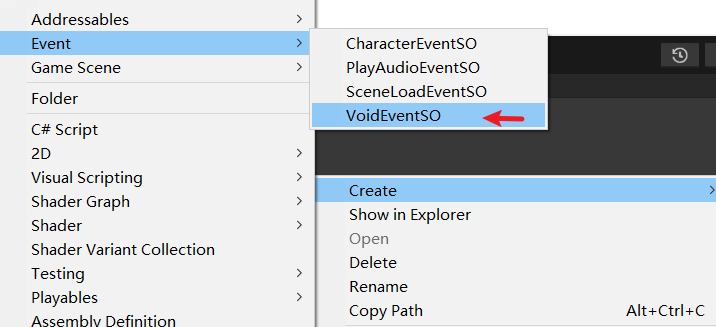 Addressables
Event
Game Scene
Folder
C# Script
2D
Visual Scripting
Shader Graph
Shader
Shader Variant Collection
Testing
Playables
Assembly Definition
CharacterEventSO
PlayAudioEventSO
SceneLoadEventSO
VoidEventSO
Create
Show in Explorer
Open
Delete
Rename
Copy Path Alt+Ctrl+C